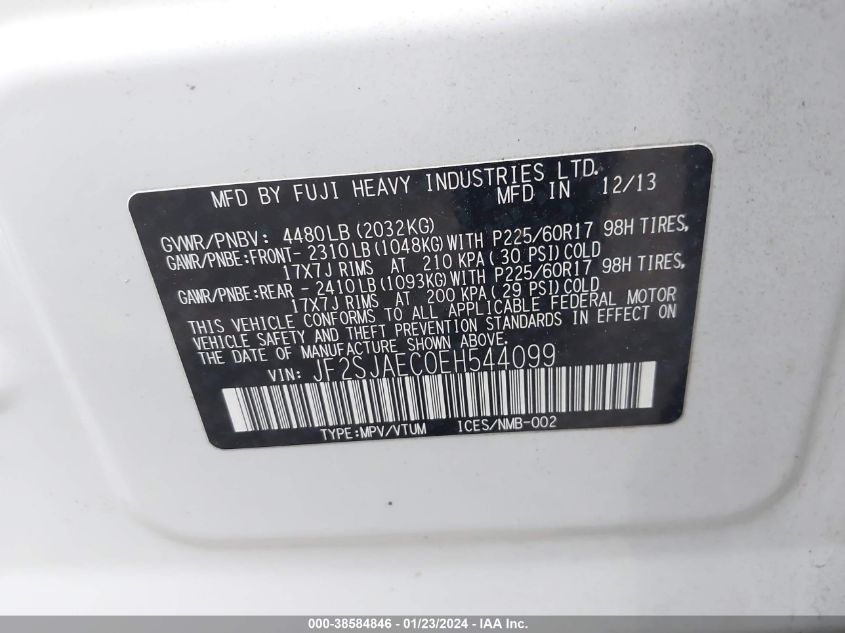 MFD BY FUJI HEAVY INDUSTRIES LTD.
MFD IN 12/13
GVWR/PNBV: 4480LB(2032KG)
GAWR/PNBE:FRONT-2310LB(1048KG)WITH P225/60R17 98H TIRES,
17X7J RIMS AT 210 KPA(30 PSI)COLD
GAWR/PNBE:REAR -2410LB(1093KG)WITH P225/60R17 98H TIRES,
17X7J RIMS AT 200 KPA(29 PSI)COLD
THIS VEHICLE CONFORMS TO ALL APPLICABLE FEDERAL MOTOR
VEHICLE SAFETY AND THEFT PREVENTION STANDARDS IN EFFECT ON
THE DATE OF MANUFACTURE SHOWN ABOVE.
VIN: JF2SJAEC0EH544099
TYPE:MPV/VTUM ICES/NMB-002
000-38584846 - 01/23/2024 - IAA Inc.